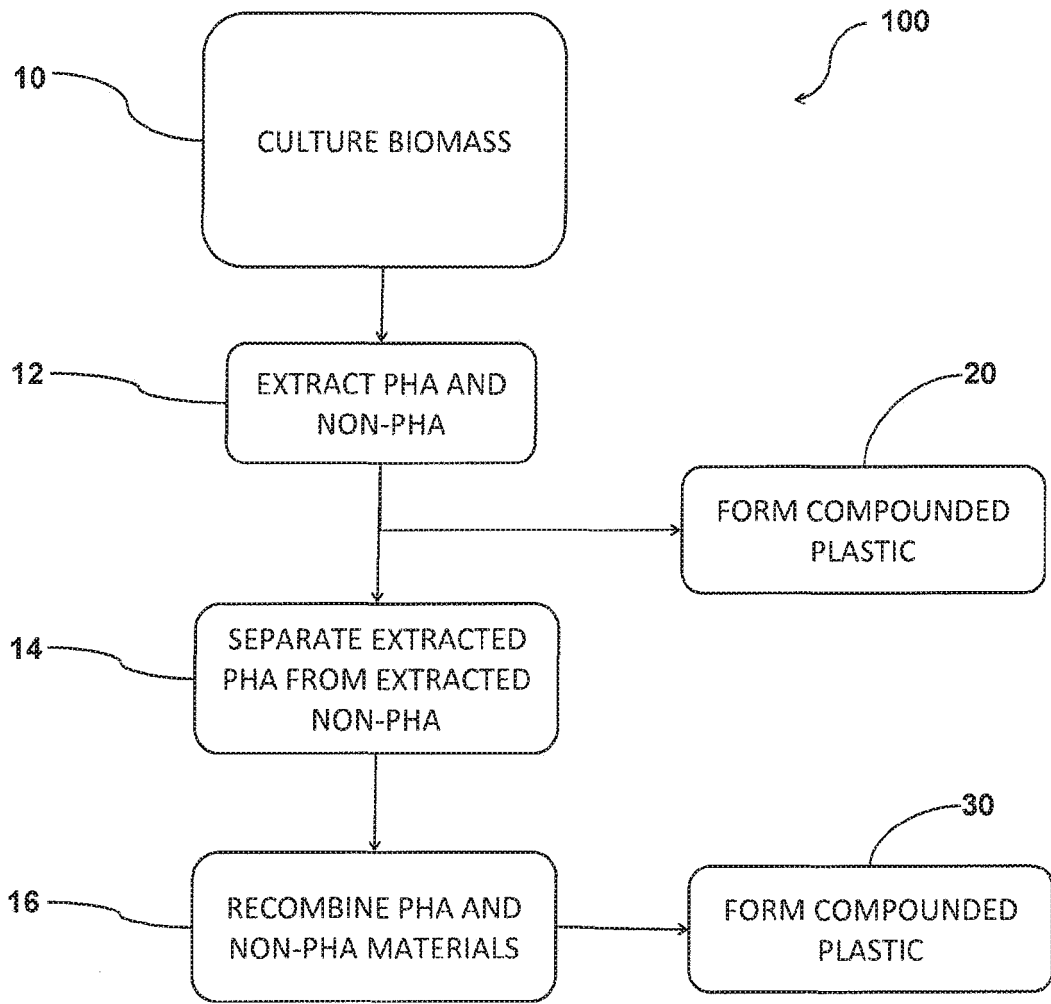 100
10
CULTURE BIOMASS
12
EXTRACT PHA AND
NON-PHA
20
FORM COMPOUNDED
PLASTIC
14
SEPARATE EXTRACTED
PHA FROM EXTRACTED
NON-PHA
30
16
RECOMBINE PHA AND
NON-PHA MATERIALS
FORM COMPOUNDED
PLASTIC